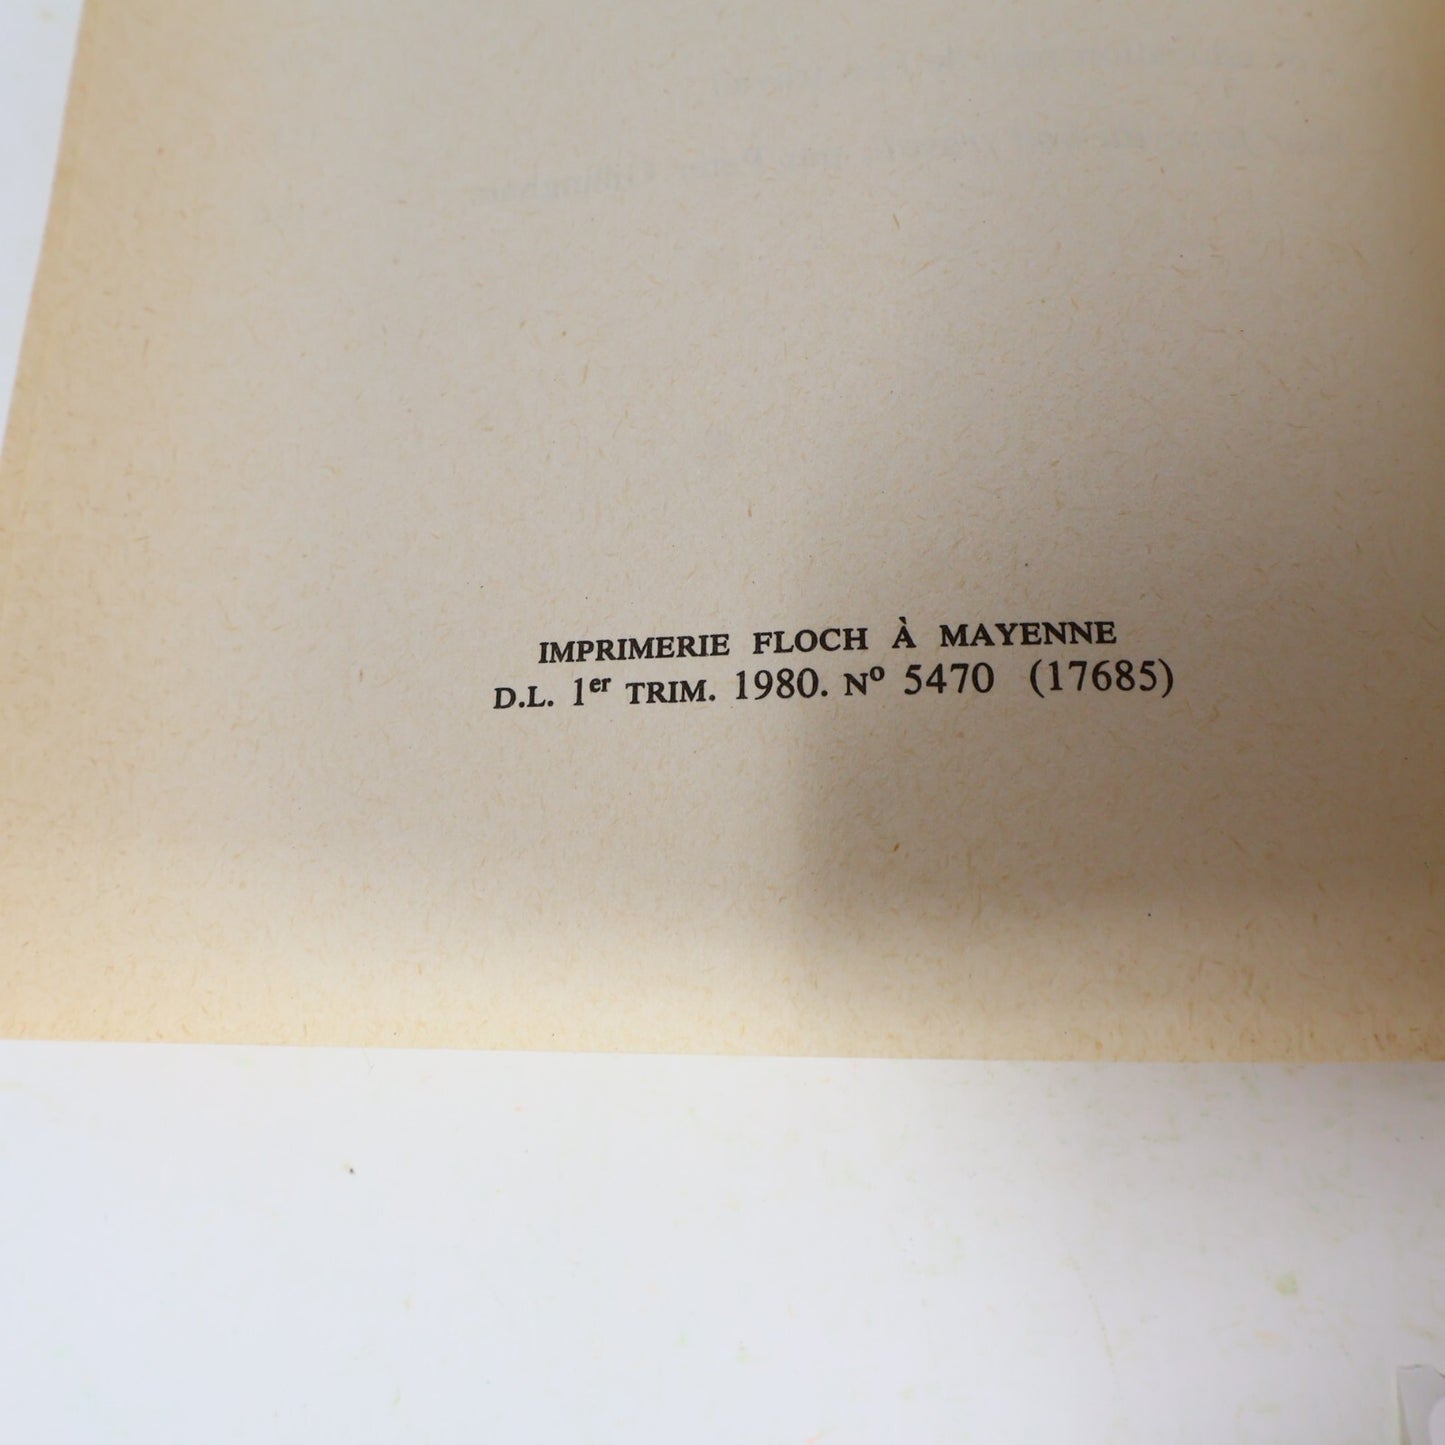 IMPRIMERIE FLOCH À MAYENNE
D.L. 1er TRIM. 1980. No 5470 (17685)